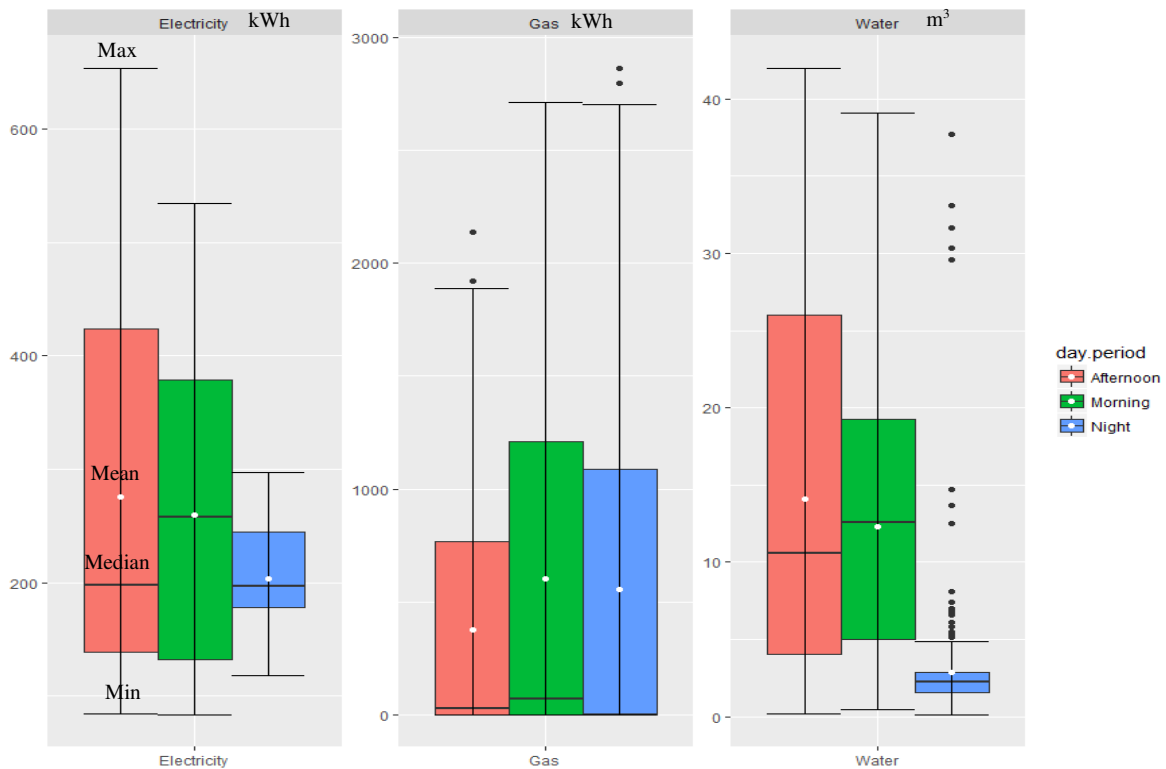 Electricity kWh
Max
600
400
Mean
Median
200
Min
Electricity
Gas kWh
3000
2000
1000
0
Gas
Water m³
40
30
20
10
0
Water
day.period
Afternoon
Morning
Night